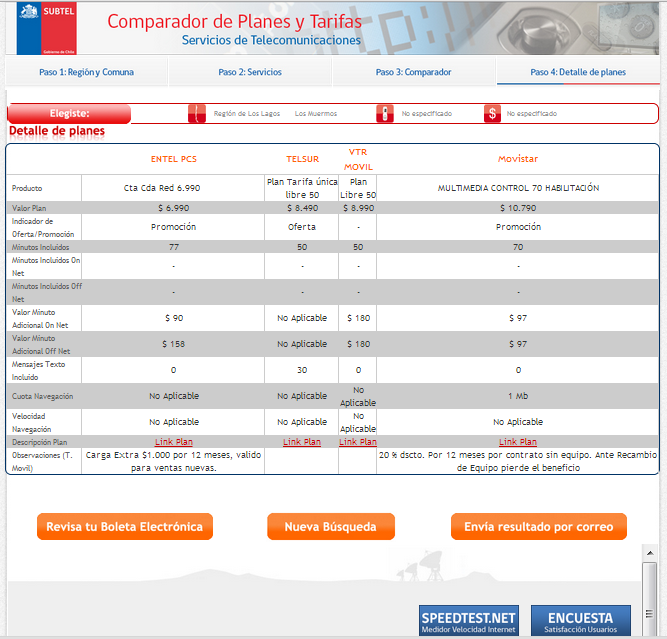 SUBTEL
Gobierno de Chile
Comparador de Planes y Tarifas
Servicios de Telecomunicaciones
Paso 1: Región y Comuna
Paso 2: Servicios
Paso 3: Comparador
Paso 4: Detalle de planes
Elegiste:
Región de Los Lagos Los Muermos
No especificado
$ No especificado
Detalle de planes
ENTEL PCS TELSUR VTR MOVIL Movistar
Producto Cta Cda Red 6.990 Plan Tarifa única libre 50 Plan Libre 50 MULTIMEDIA CONTROL 70 HABILITACIÓN
Valor Plan $ 6.990 $ 8.490 $ 8.990 $ 10.790
Indicador de Oferta/Promoción Promoción Oferta - Promoción
Minutos Incluidos 77 50 50 70
Minutos Incluidos On Net - - - -
Minutos Incluidos Off Net - - - -
Valor Minuto Adicional On Net $ 90 No Aplicable $ 180 $ 97
Valor Minuto Adicional Off Net $ 158 No Aplicable $ 180 $ 97
Mensajes Texto Incluido 0 30 0 0
Cuota Navegación No Aplicable No Aplicable No Aplicable 1 Mb
Velocidad Navegación No Aplicable No Aplicable No Aplicable No Aplicable
Descripción Plan Link Plan Link Plan Link Plan Link Plan
Observaciones (T. Movil) Carga Extra $1.000 por 12 meses, valido para ventas nuevas. 20 % dscto. Por 12 meses por contrato sin equipo. Ante Recambio de Equipo pierde el beneficio
Revisa tu Boleta Electrónica
Nueva Búsqueda
Envia resultado por correo
SPEEDTEST.NET
Medidor Velocidad Internet
ENCUESTA
Satisfacción Usuarios